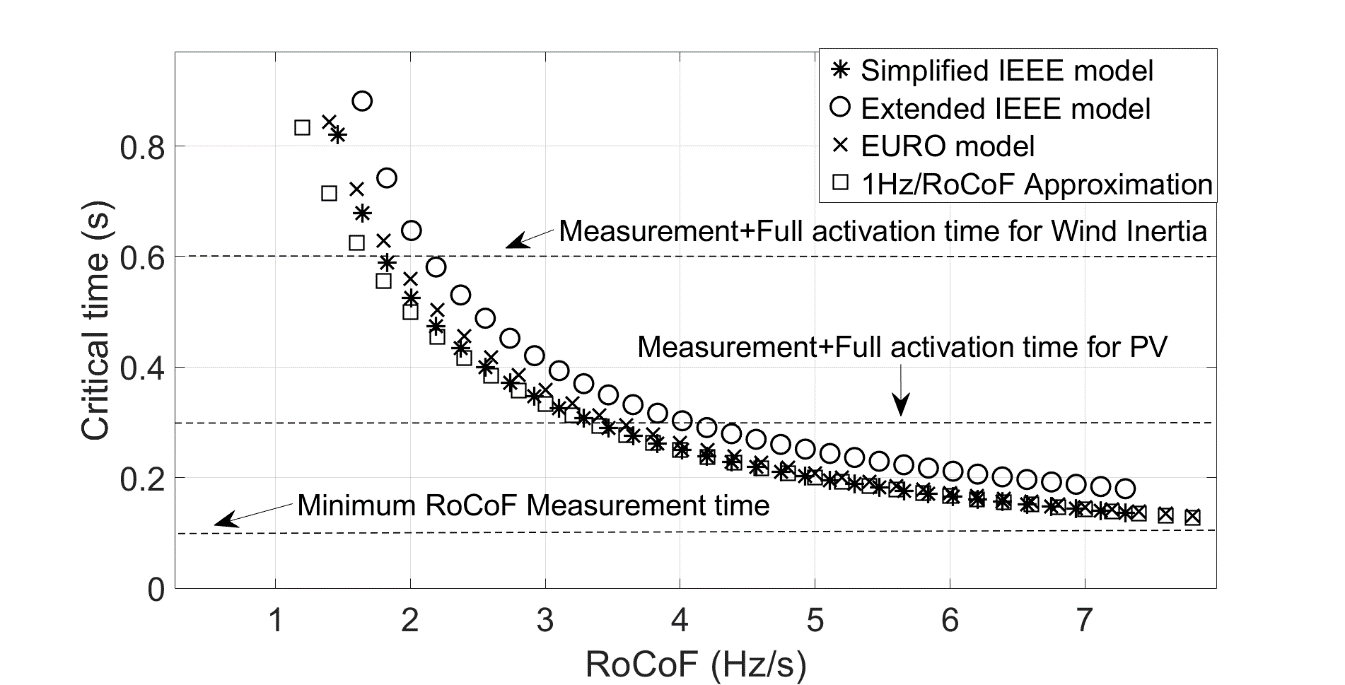 Simplified IEEE model
Extended IEEE model
EURO model
1Hz/RoCoF Approximation
Measurement+Full activation time for Wind Inertia
Measurement+Full activation time for PV
Minimum RoCoF Measurement time
Critical time (s)
0.8
0.6
0.4
0.2
0
1 2 3 4 5 6 7
RoCoF (Hz/s)